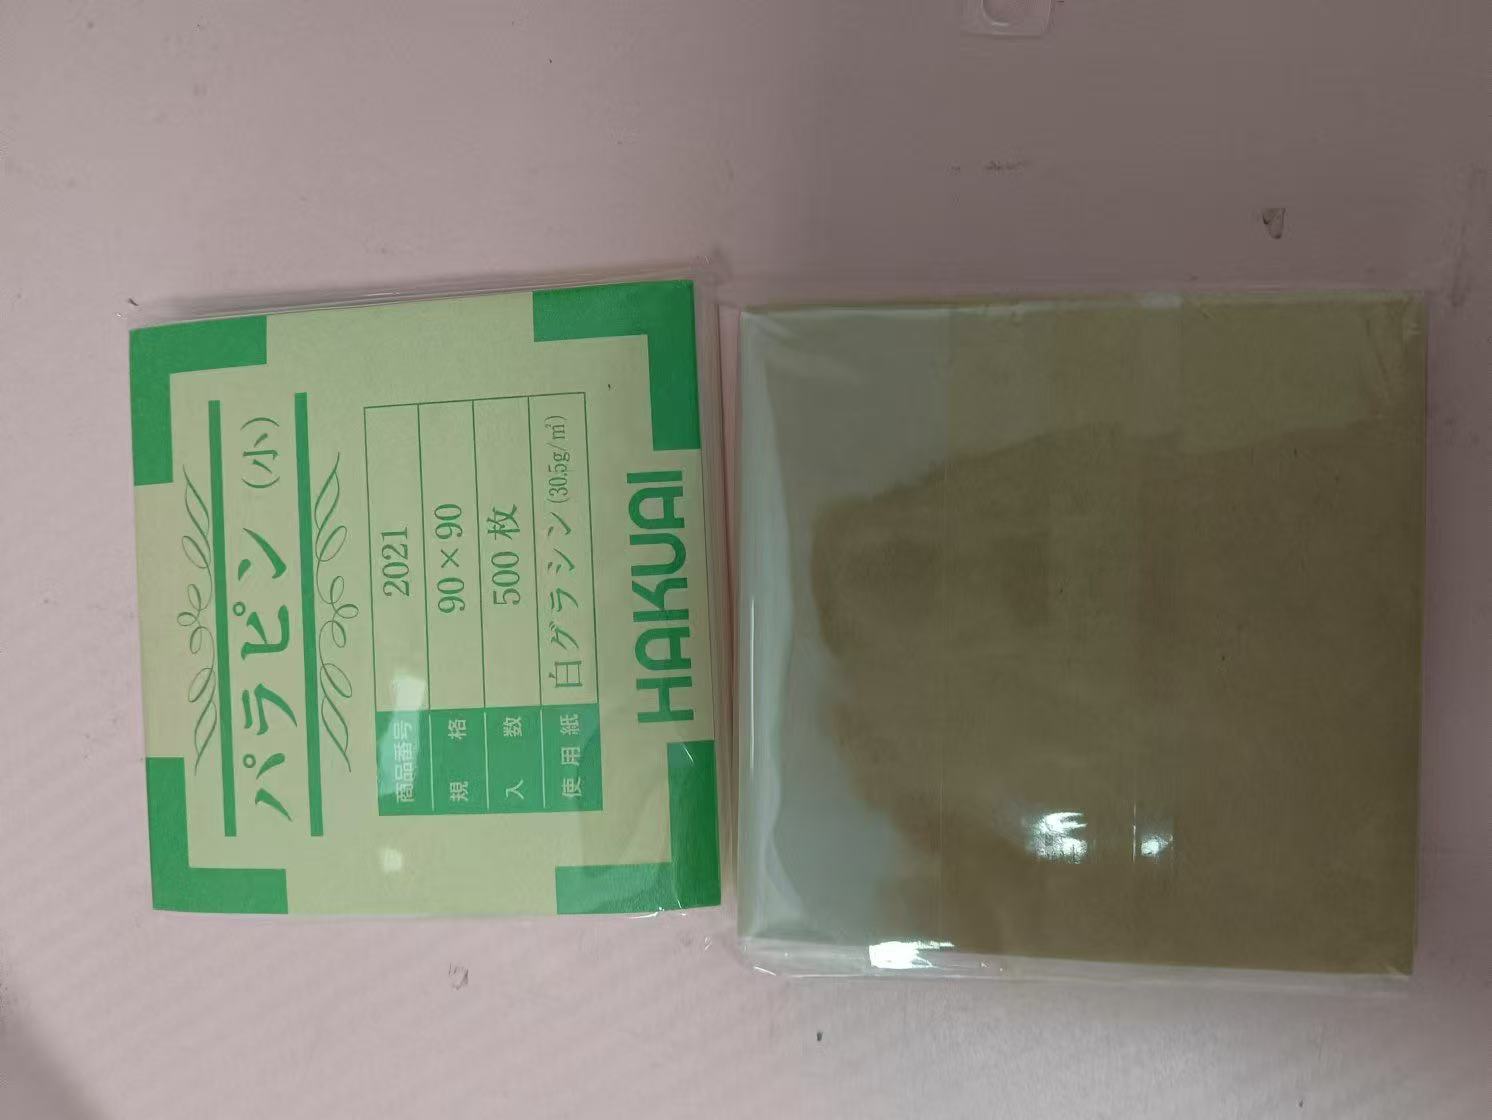 パラピン（小）
商品番号 2021
規格 90×90
入数 500枚
使用紙 白グラシン(30.5g/㎡)
HAKUAI